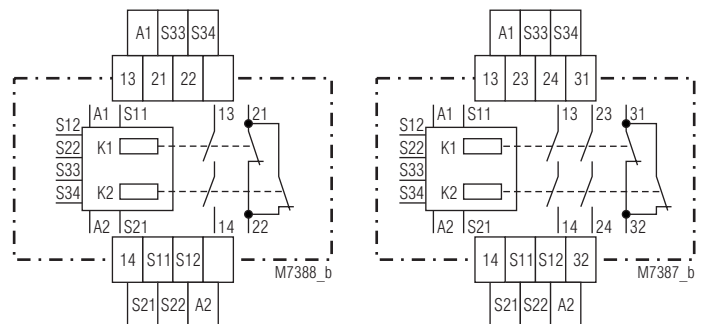 A1 S33 S34
13 21 22
A1 S11 13 21
S12
S22
S33
S34
K1
K2
A2 S21 14 22
14 S11 S12
M7388_b
S21 S22 A2
A1 S33 S34
13 23 24 31
A1 S11 13 23 31
S12
S22
S33
S34
K1
K2
A2 S21 14 24 32
14 S11 S12 32
M7387_b
S21 S22 A2